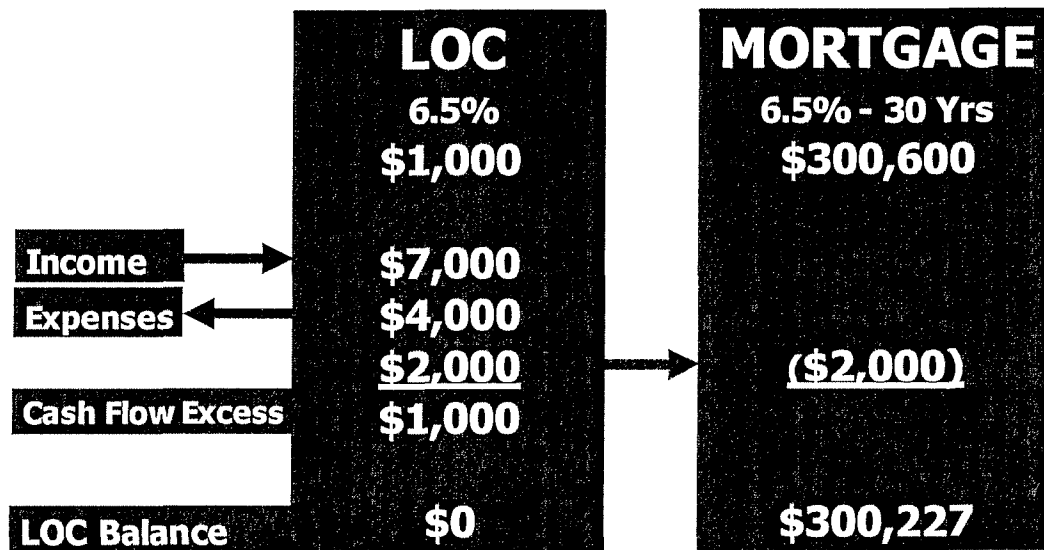 LOC MORTGAGE
6.5% 6.5% - 30 Yrs
$1,000 $300,600
Income $7,000
Expenses $4,000
$2,000 ($2,000)
Cash Flow Excess $1,000
LOC Balance $0 $300,227